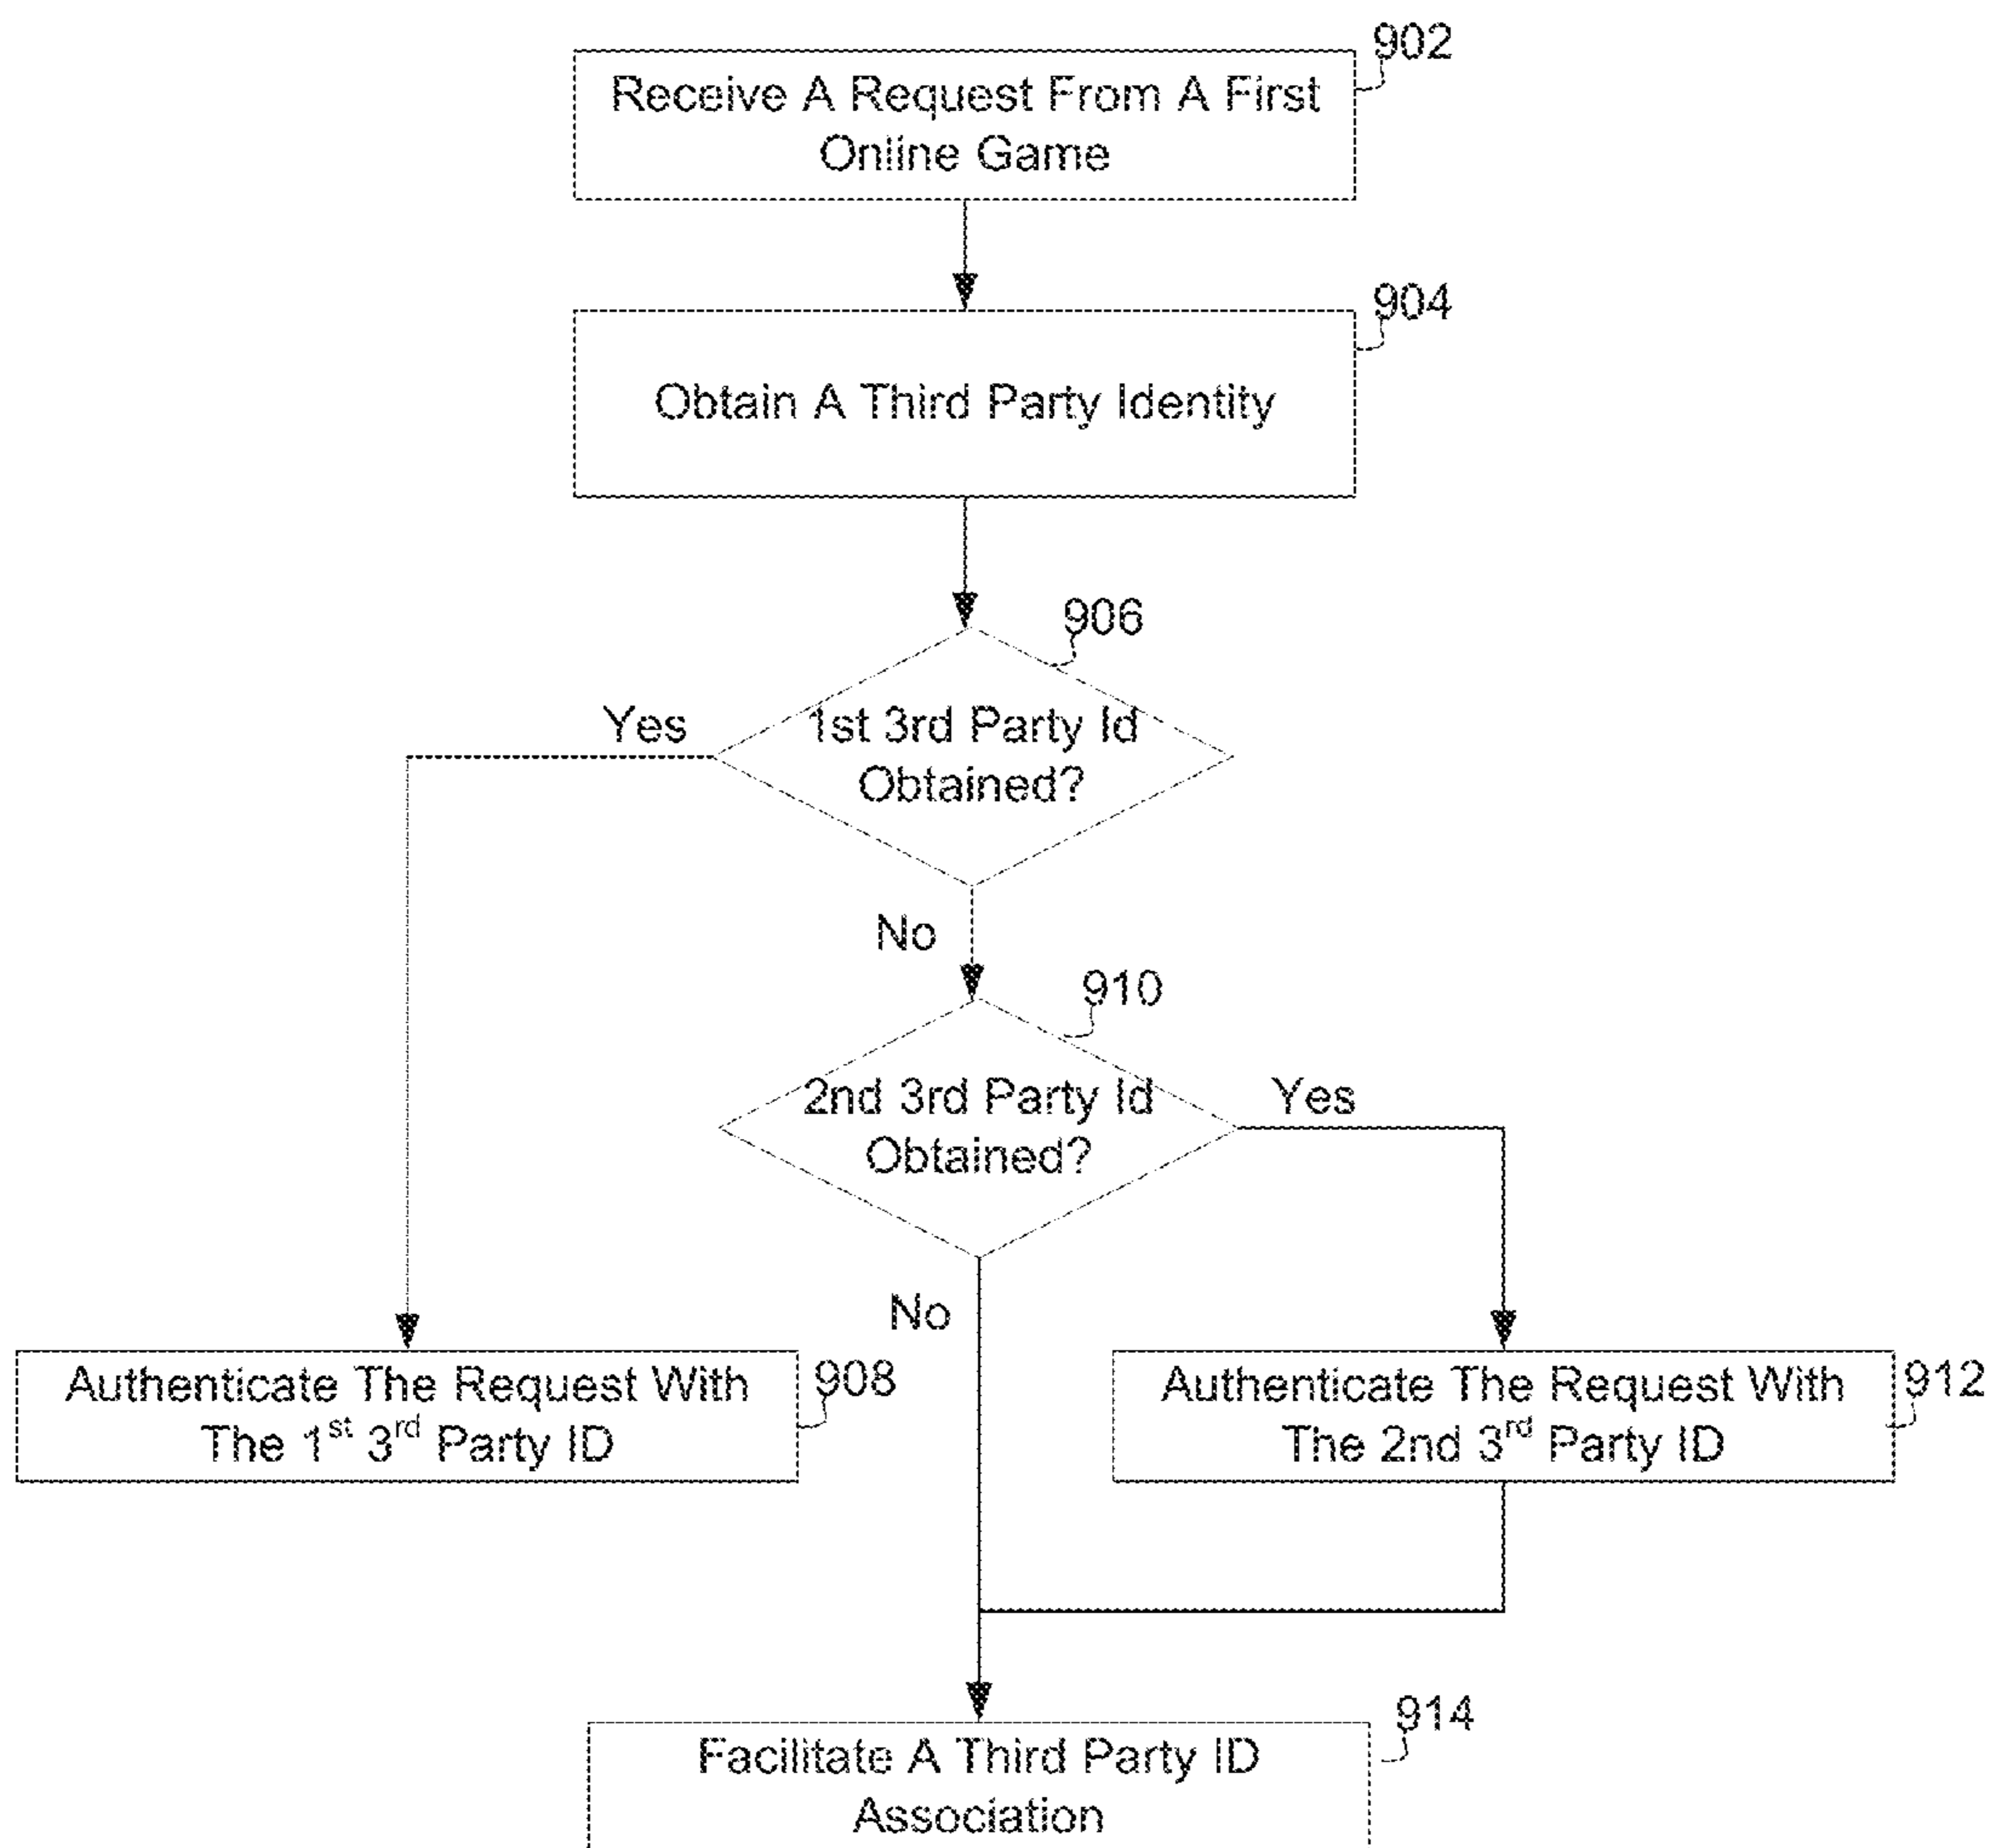 902
Receive A Request From A First
Online Game
904
Obtain A Third Party Identity
906
Yes
1st 3rd Party Id
Obtained?
No
910
2nd 3rd Party Id
Obtained?
Yes
No
Authenticate The Request With
The 1st 3rd Party ID
908
Authenticate The Request With
The 2nd 3rd Party ID
912
914
Facilitate A Third Party ID
Association